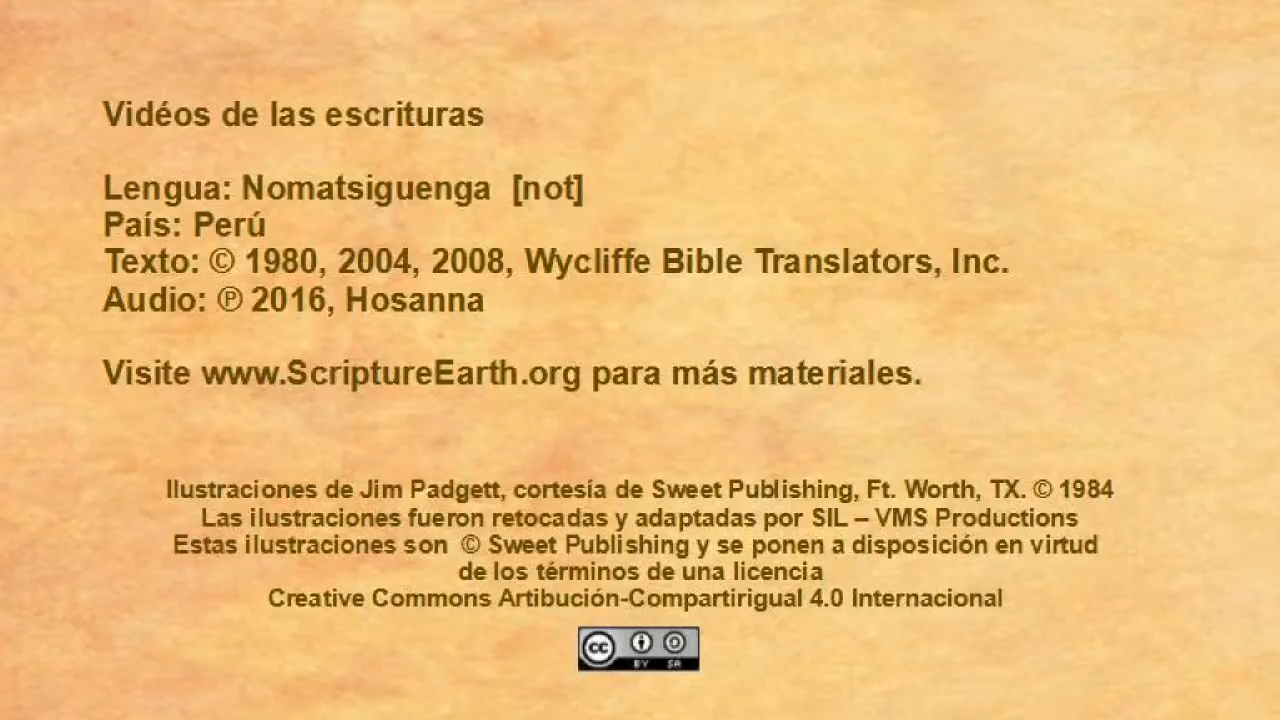 Vidéos de las escrituras
Lengua: Nomatsiguenga [not]
País: Perú
Texto: © 1980, 2004, 2008, Wycliffe Bible Translators, Inc.
Audio: ℗ 2016, Hosanna
Visite www.ScriptureEarth.org para más materiales.
Ilustraciones de Jim Padgett, cortesía de Sweet Publishing, Ft. Worth, TX. © 1984
Las ilustraciones fueron retocadas y adaptadas por SIL – VMS Productions
Estas ilustraciones son © Sweet Publishing y se ponen a disposición en virtud
de los términos de una licencia
Creative Commons Artibución-Compartirigual 4.0 Internacional
cc
BY SA